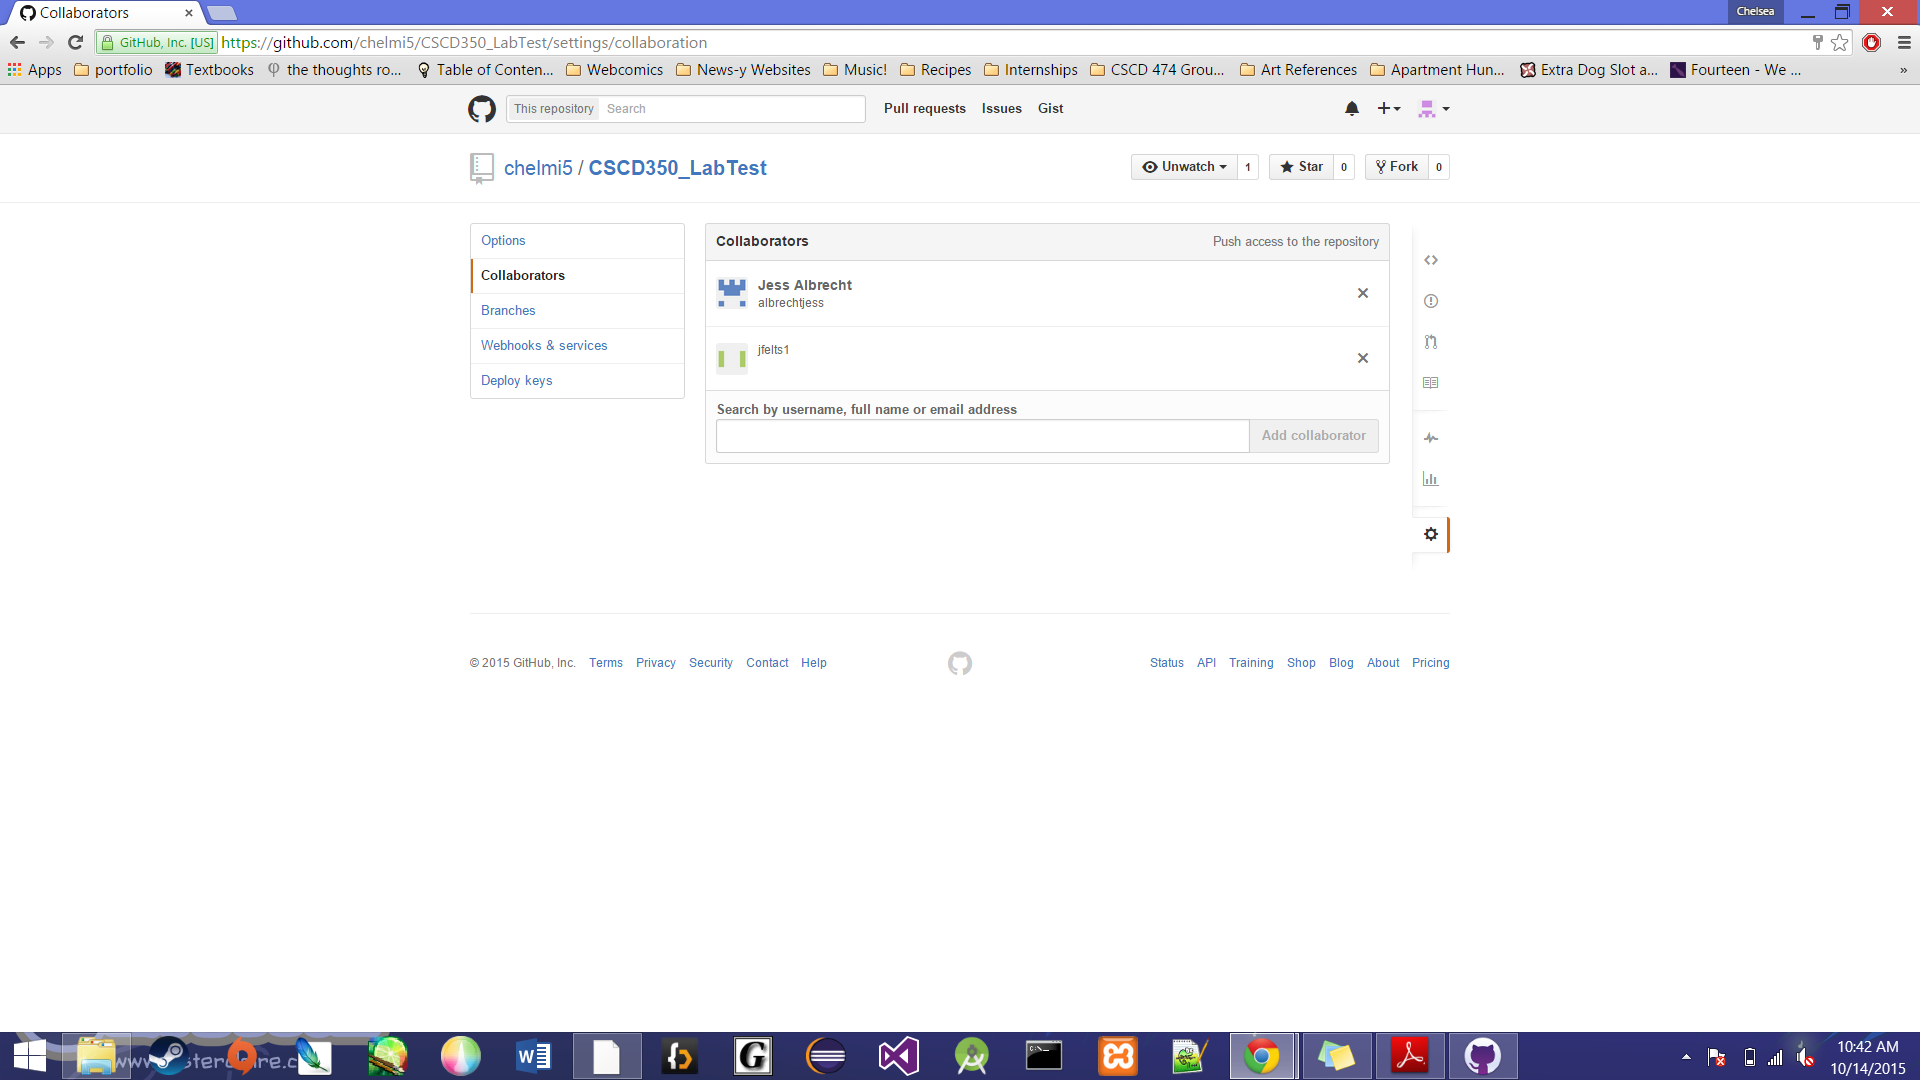 Collaborators
Chelsea
GitHub, Inc. [US] https://github.com/chelmi5/CSCD350_LabTest/settings/collaboration
Apps portfolio Textbooks the thoughts ro... Table of Conten... Webcomics News-y Websites Music! Recipes Internships CSCD 474 Grou... Art References Apartment Hun... Extra Dog Slot a... Fourteen - We ... »
This repository Search Pull requests Issues Gist
chelmi5 / CSCD350_LabTest
Unwatch 1 Star 0 Fork 0
Options
Collaborators
Branches
Webhooks & services
Deploy keys
Collaborators Push access to the repository
Jess Albrecht
albrechtjess
jfelts1
Search by username, full name or email address
Add collaborator
© 2015 GitHub, Inc. Terms Privacy Security Contact Help
Status API Training Shop Blog About Pricing
10:42 AM
10/14/2015